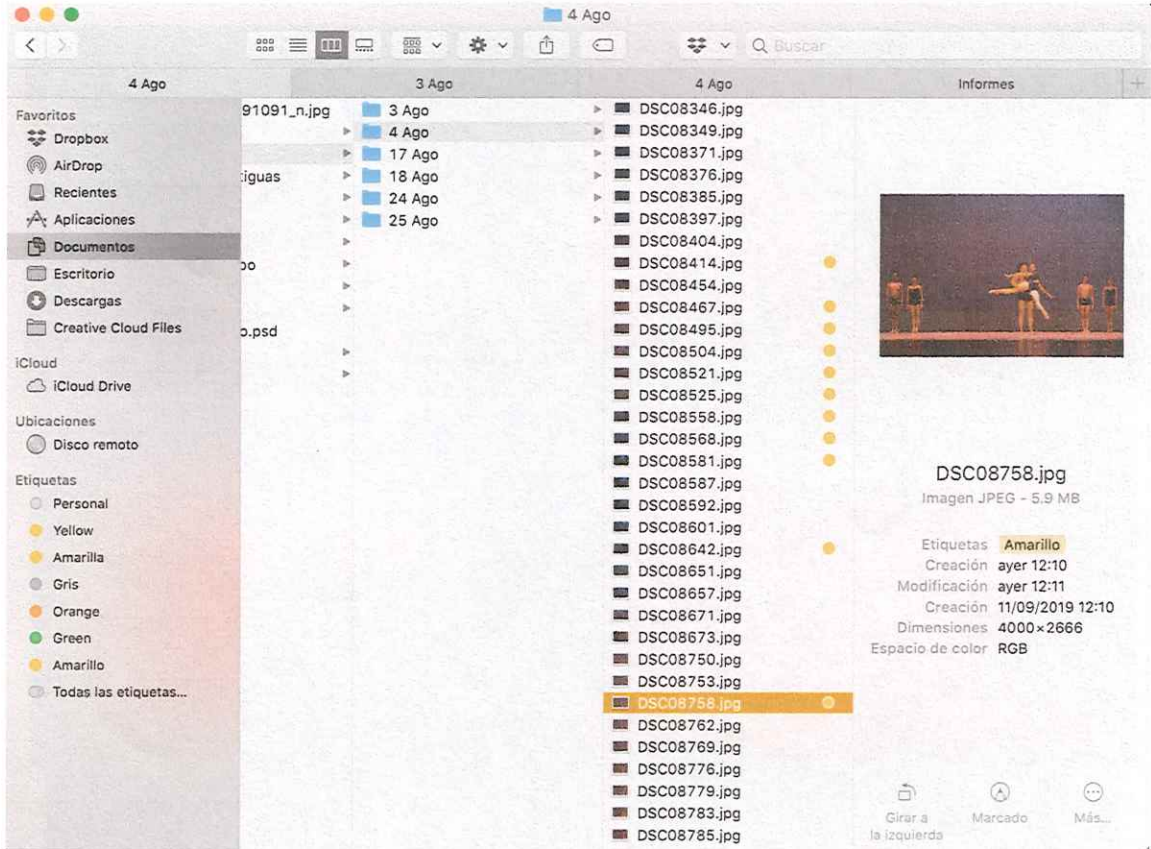 4 Ago
Buscar
4 Ago
3 Ago
4 Ago
Informes
Favoritos
Dropbox
AirDrop
Recientes
Aplicaciones
Documentos
Escritorio
Descargas
Creative Cloud Files
iCloud
iCloud Drive
Ubicaciones
Disco remoto
Etiquetas
Personal
Yellow
Amarilla
Gris
Orange
Green
Amarillo
Todas las etiquetas...
91091_n.jpg
iguas
o.psd
3 Ago
4 Ago
17 Ago
18 Ago
24 Ago
25 Ago
DSC08346.jpg
DSC08349.jpg
DSC08371.jpg
DSC08376.jpg
DSC08385.jpg
DSC08397.jpg
DSC08404.jpg
DSC08414.jpg
DSC08454.jpg
DSC08467.jpg
DSC08495.jpg
DSC08504.jpg
DSC08521.jpg
DSC08525.jpg
DSC08558.jpg
DSC08568.jpg
DSC08581.jpg
DSC08587.jpg
DSC08592.jpg
DSC08601.jpg
DSC08642.jpg
DSC08651.jpg
DSC08657.jpg
DSC08671.jpg
DSC08673.jpg
DSC08750.jpg
DSC08753.jpg
DSC08758.jpg
DSC08762.jpg
DSC08769.jpg
DSC08776.jpg
DSC08779.jpg
DSC08783.jpg
DSC08785.jpg
DSC08758.jpg
Imagen JPEG - 5.9 MB
Etiquetas Amarillo
Creación ayer 12:10
Modificación ayer 12:11
Creación 11/09/2019 12:10
Dimensiones 4000×2666
Espacio de color RGB
Girar a
la izquierda
Marcado
Más...